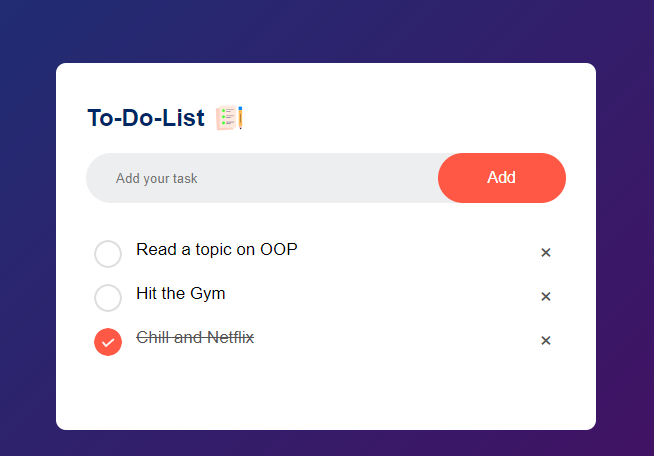 To-Do-List
Add your task
Add
Read a topic on OOP
Hit the Gym
Chill and Netflix